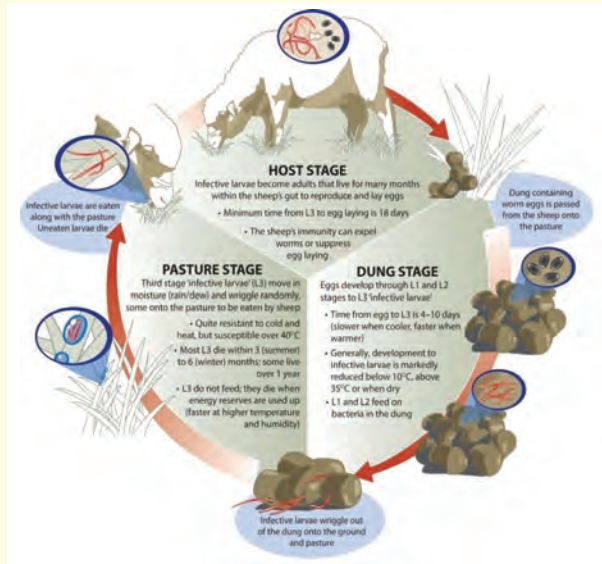 HOST STAGE
Infective larvae become adults that live for many months
within the sheep's gut to reproduce and lay eggs
• Minimum time from L3 to egg laying is 18 days
• The sheep's immunity can expel
worms or suppress
egg laying
Infective larvae are eaten
along with the pasture
Uneaten larvae die
Dung containing
worm eggs is passed
from the sheep onto
the pasture
PASTURE STAGE
Third stage 'infective larvae' (L3) move in
moisture (rain/dew) and wriggle randomly,
some onto the pasture to be eaten by sheep
• Quite resistant to cold and
heat, but susceptible over 40°C
• Most L3 die within 3 (summer)
to 6 (winter) months; some live
over 1 year
• L3 do not feed; they die when
energy reserves are used up
(faster at higher temperature
and humidity)
DUNG STAGE
Eggs develop through L1 and L2
stages to L3 'infective larvae'
• Time from egg to L3 is 4–10 days
(slower when cooler, faster when
warmer)
• Generally, development to
infective larvae is markedly
reduced below 10°C, above
35°C or when dry
• L1 and L2 feed on
bacteria in the dung
Infective larvae wriggle out
of the dung onto the ground
and pasture